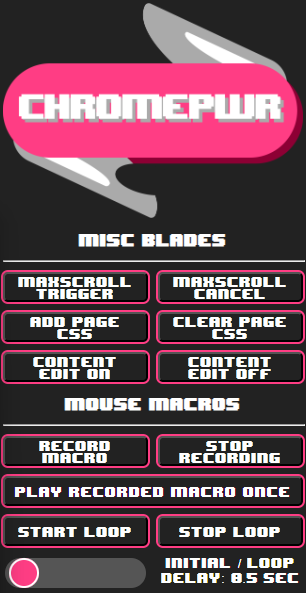 CHROMEPWR
MISC BLADES
MAXSCROLL TRIGGER
MAXSCROLL CANCEL
ADD PAGE CSS
CLEAR PAGE CSS
CONTENT EDIT ON
CONTENT EDIT OFF
MOUSE MACROS
RECORD MACRO
STOP RECORDING
PLAY RECORDED MACRO ONCE
START LOOP
STOP LOOP
INITIAL / LOOP
DELAY: 0.5 SEC